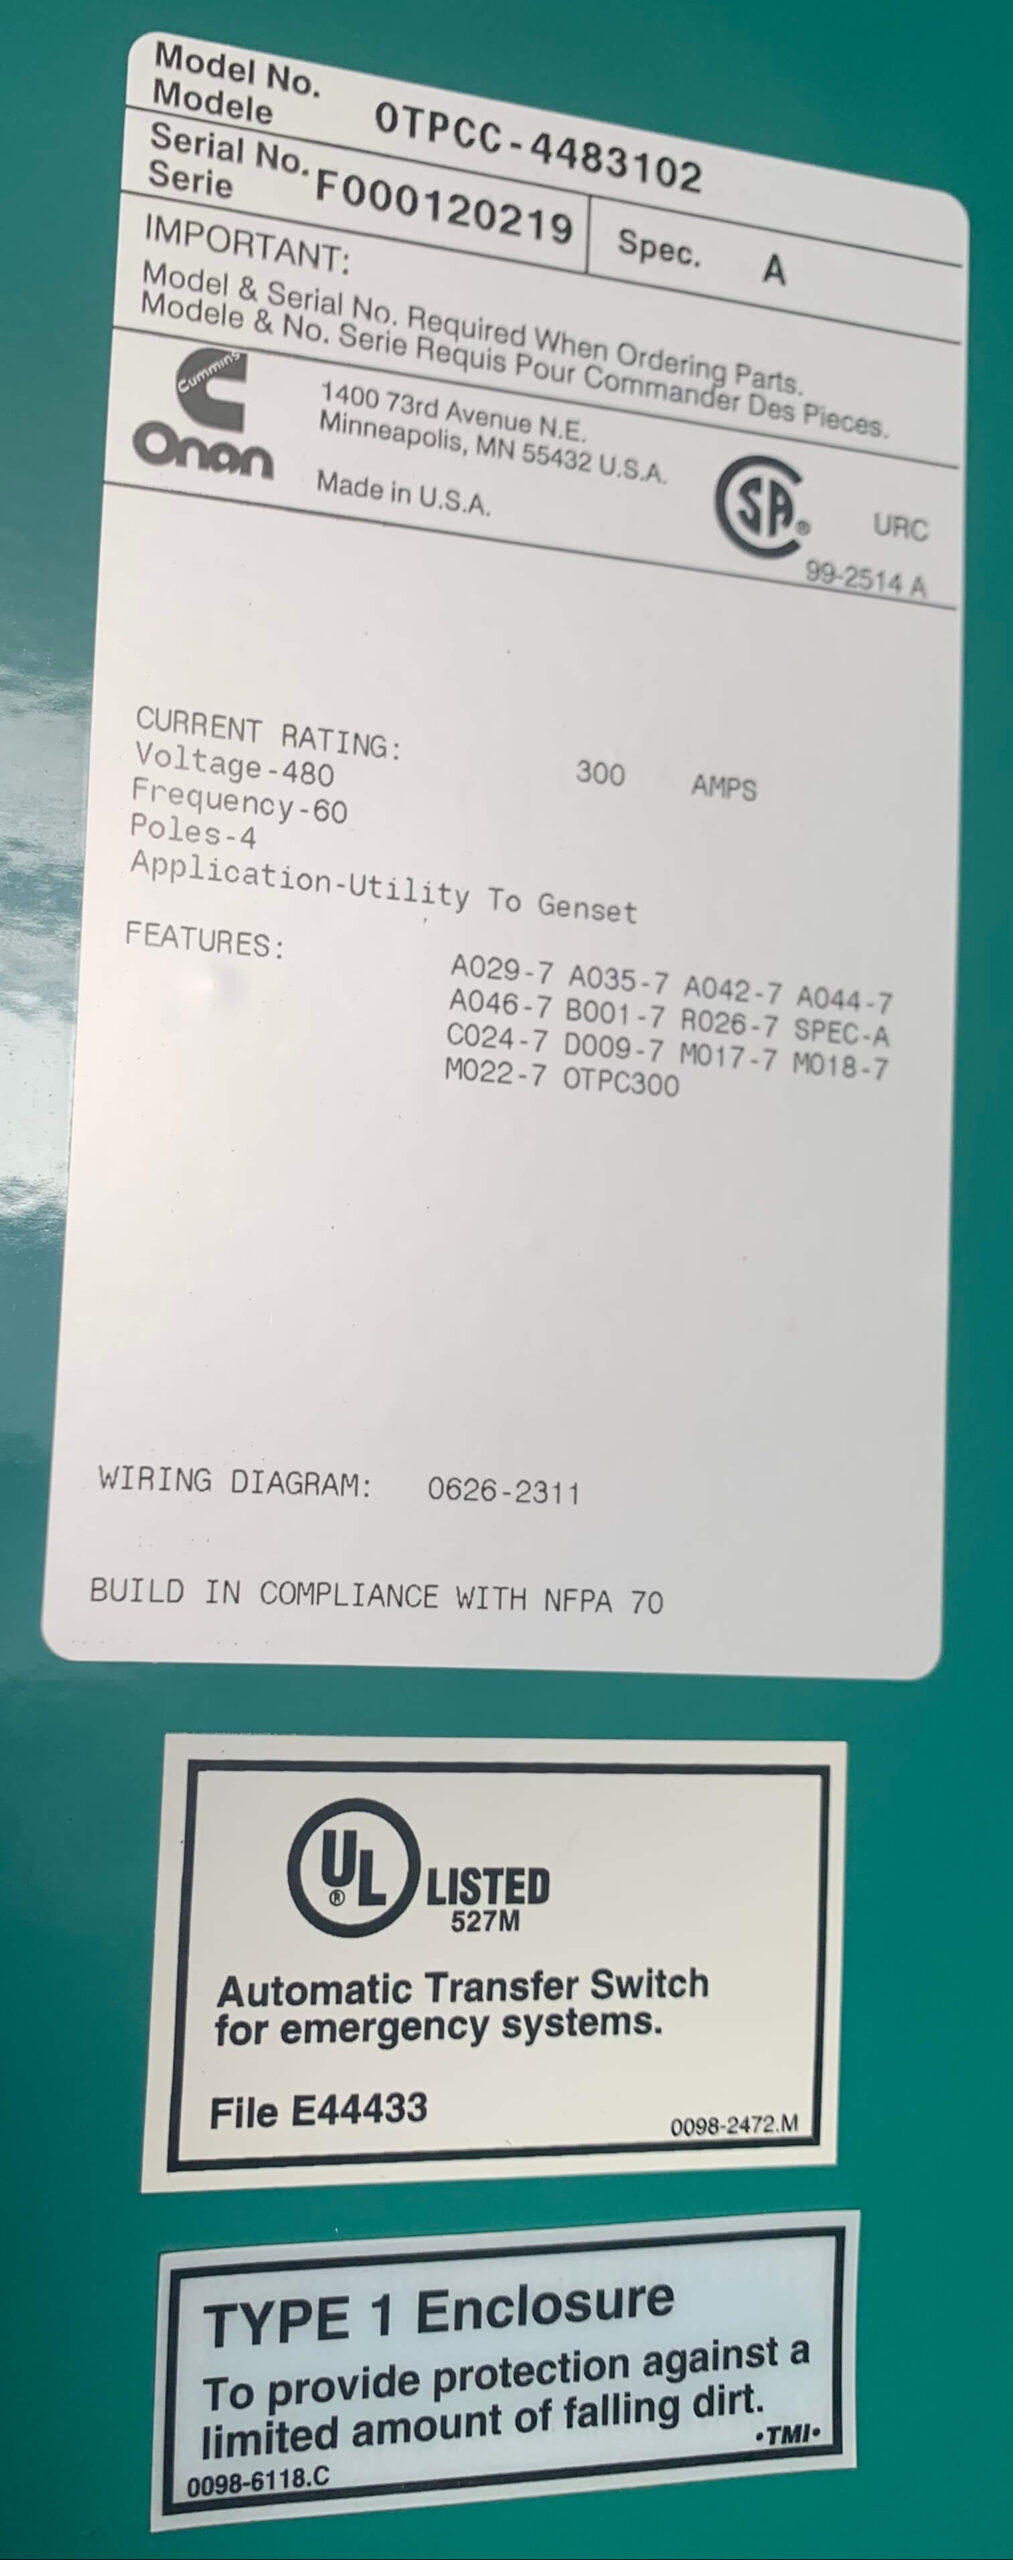 Model No.
Modele
OTPCC-4483102
Serial No.
Serie
F000120219
Spec. A
IMPORTANT:
Model & Serial No. Required When Ordering Parts.
Modele & No. Serie Requis Pour Commander Des Pieces.
Cummins
Onan
1400 73rd Avenue N.E.
Minneapolis, MN 55432 U.S.A.
Made in U.S.A.
SA®
URC
99-2514 A
CURRENT RATING: 300 AMPS
Voltage-480
Frequency-60
Poles-4
Application-Utility To Genset
FEATURES:
A029-7 A035-7 A042-7 A044-7
A046-7 B001-7 R026-7 SPEC-A
C024-7 D009-7 M017-7 M018-7
M022-7 OTPC300
WIRING DIAGRAM: 0626-2311
BUILD IN COMPLIANCE WITH NFPA 70
UL® LISTED
527M
Automatic Transfer Switch
for emergency systems.
File E44433
0098-2472.M
TYPE 1 Enclosure
To provide protection against a
limited amount of falling dirt.
•TMI•
0098-6118.C